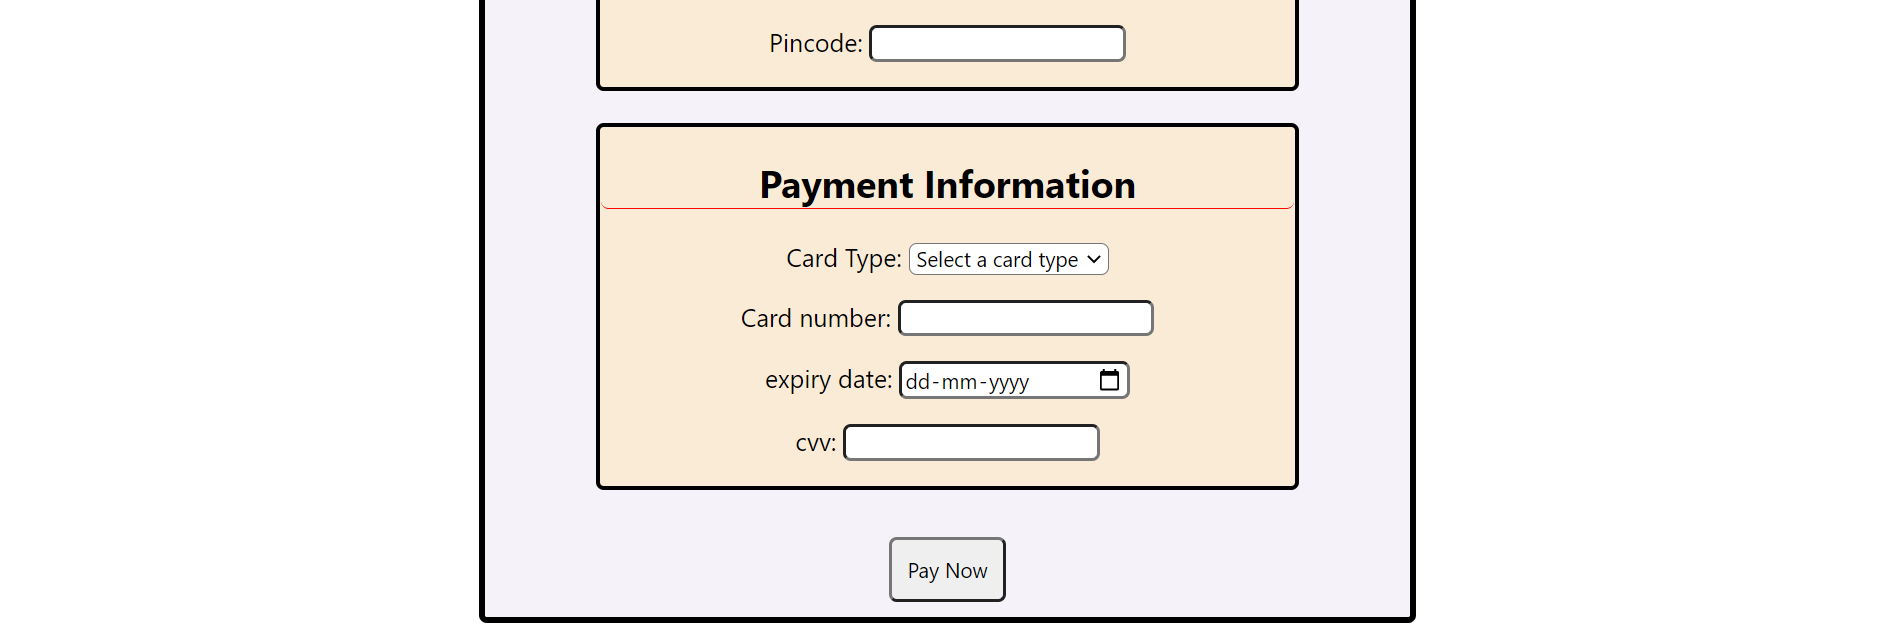 Pincode:
Payment Information
Card Type: Select a card type
Card number:
expiry date: dd-mm-yyyy
cvv:
Pay Now